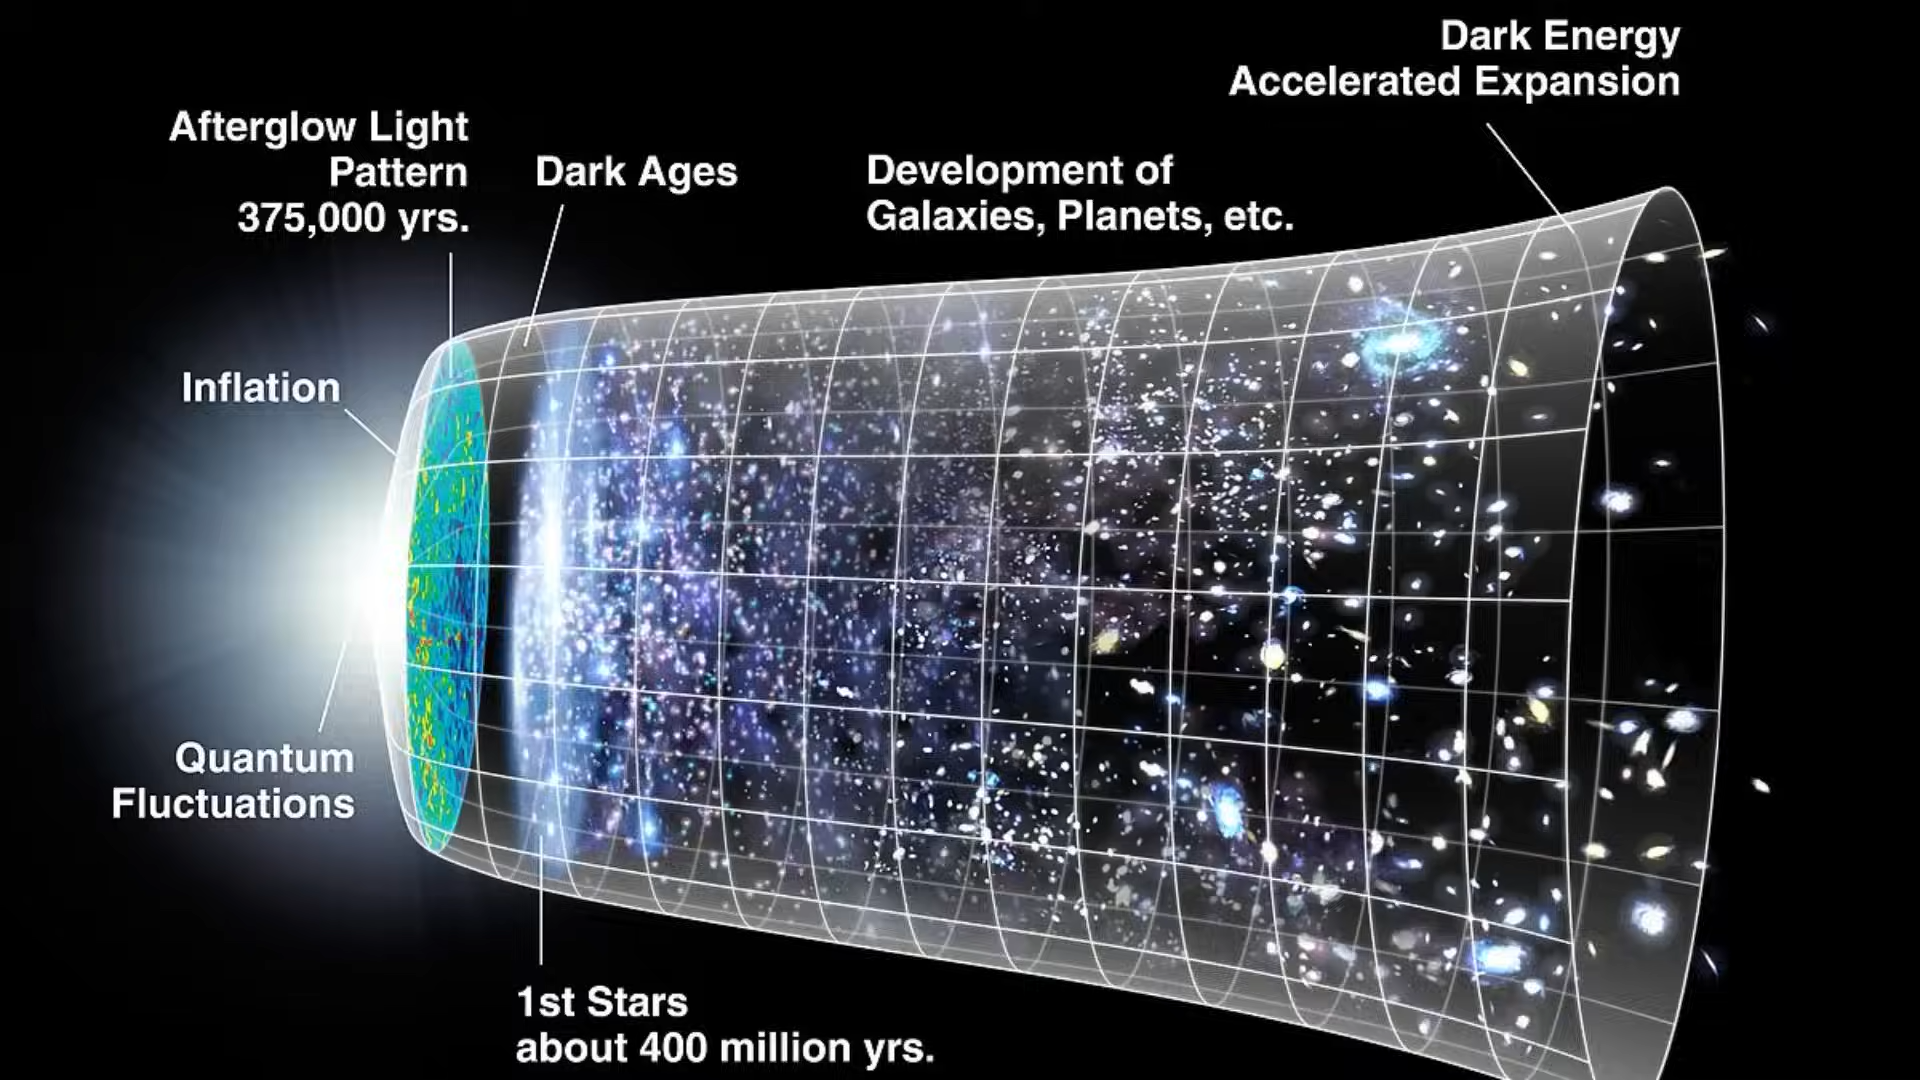 Dark Energy
Accelerated Expansion
Afterglow Light
Pattern
375,000 yrs.
Dark Ages
Development of
Galaxies, Planets, etc.
Inflation
Quantum
Fluctuations
1st Stars
about 400 million yrs.